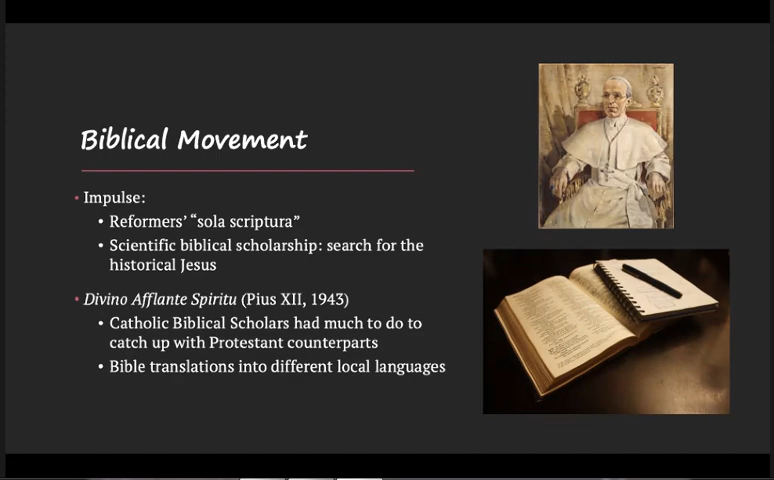 Biblical Movement
• Impulse:
• Reformers' “sola scriptura”
• Scientific biblical scholarship: search for the
historical Jesus
• Divino Afflante Spiritu (Pius XII, 1943)
• Catholic Biblical Scholars had much to do to
catch up with Protestant counterparts
• Bible translations into different local languages